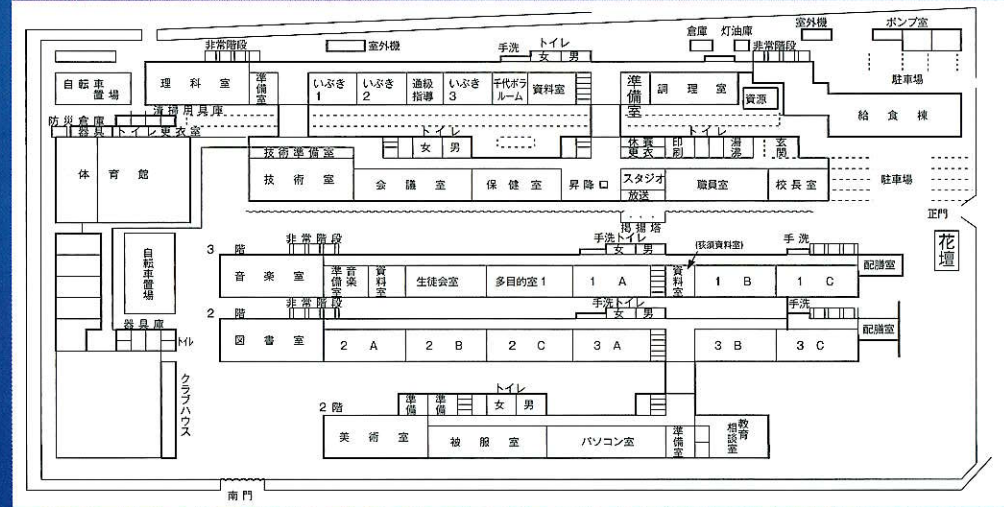 室外機
ポンプ室
非常階段
室外機
手洗
トイレ
倉庫
灯油庫
非常階段
女
男
駐車場
自転車置場
理科室
準備室
いぶき1
いぶき2
通級指導
いぶき3
千代ボラルーム
資料室
準備室
調理室
資源
給食棟
清掃用具庫
防災倉庫
器具
トイレ
更衣室
トイレ
女
男
トイレ
休養
更衣
印刷
湯沸
玄関
技術準備室
体育館
技術室
会議室
保健室
昇降口
スタジオ
放送
職員室
校長室
駐車場
正門
掲揚塔
花壇
3階
非常階段
手洗
トイレ
女
男
(荻須資料室)
手洗
配膳室
自転車置場
音楽室
準備室
音楽
資料室
生徒会室
多目的室1
1A
資料室
1B
1C
2階
非常階段
手洗
トイレ
女
男
手洗
配膳室
器具庫
トイレ
図書室
2A
2B
2C
3A
3B
3C
クラブハウス
2階
準備
準備
トイレ
女
男
美術室
被服室
パソコン室
準備室
教育相談室
南門